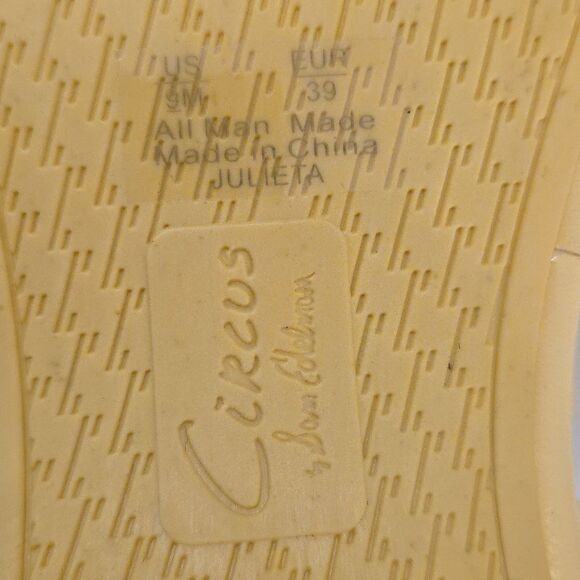 US EUR
9M 39
All Man Made
Made in China
JULIETA
Circus
by Sam Edelman